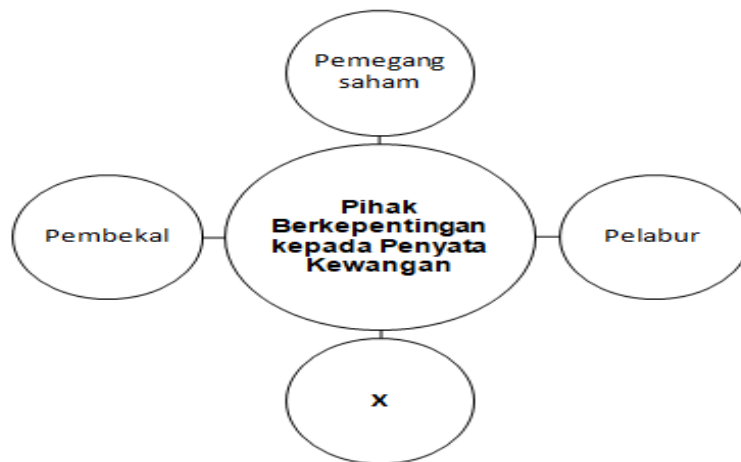 Pemegang
saham
Pembekal
Pihak
Berkepentingan
kepada Penyata
Kewangan
Pelabur
x